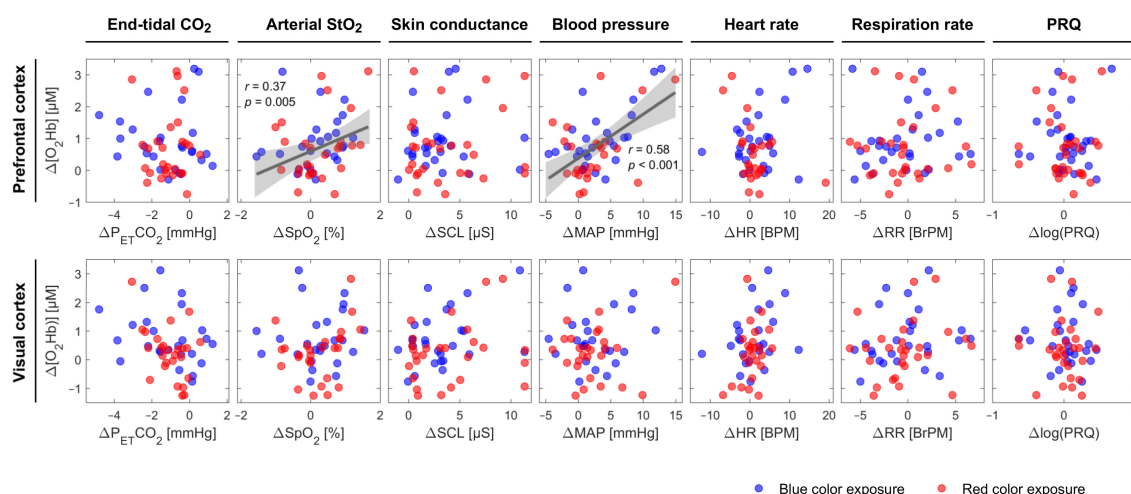 End-tidal CO2 Arterial StO2 Skin conductance Blood pressure Heart rate Respiration rate PRQ
Prefrontal cortex
Δ[O2Hb] [µM]
3
2
1
0
−1
r = 0.37
p = 0.005
r = 0.58
p < 0.001
−4 −2 0 2 −2 0 2 0 5 10 −5 0 5 10 15 −10 0 10 −5 0 5 −1 0
ΔPETCO2 [mmHg] ΔSpO2 [%] ΔSCL [µS] ΔMAP [mmHg] ΔHR [BPM] ΔRR [BrPM] Δlog(PRQ)
Visual cortex
Δ[O2Hb)] [µM]
3
2
1
0
−1
−4 −2 0 2 −2 0 2 0 5 10 −5 0 5 10 15 −10 0 10 −5 0 5 −1 0
ΔPETCO2 [mmHg] ΔSpO2 [%] ΔSCL [µS] ΔMAP [mmHg] ΔHR [BPM] ΔRR [BrPM] Δlog(PRQ)
Blue color exposure Red color exposure